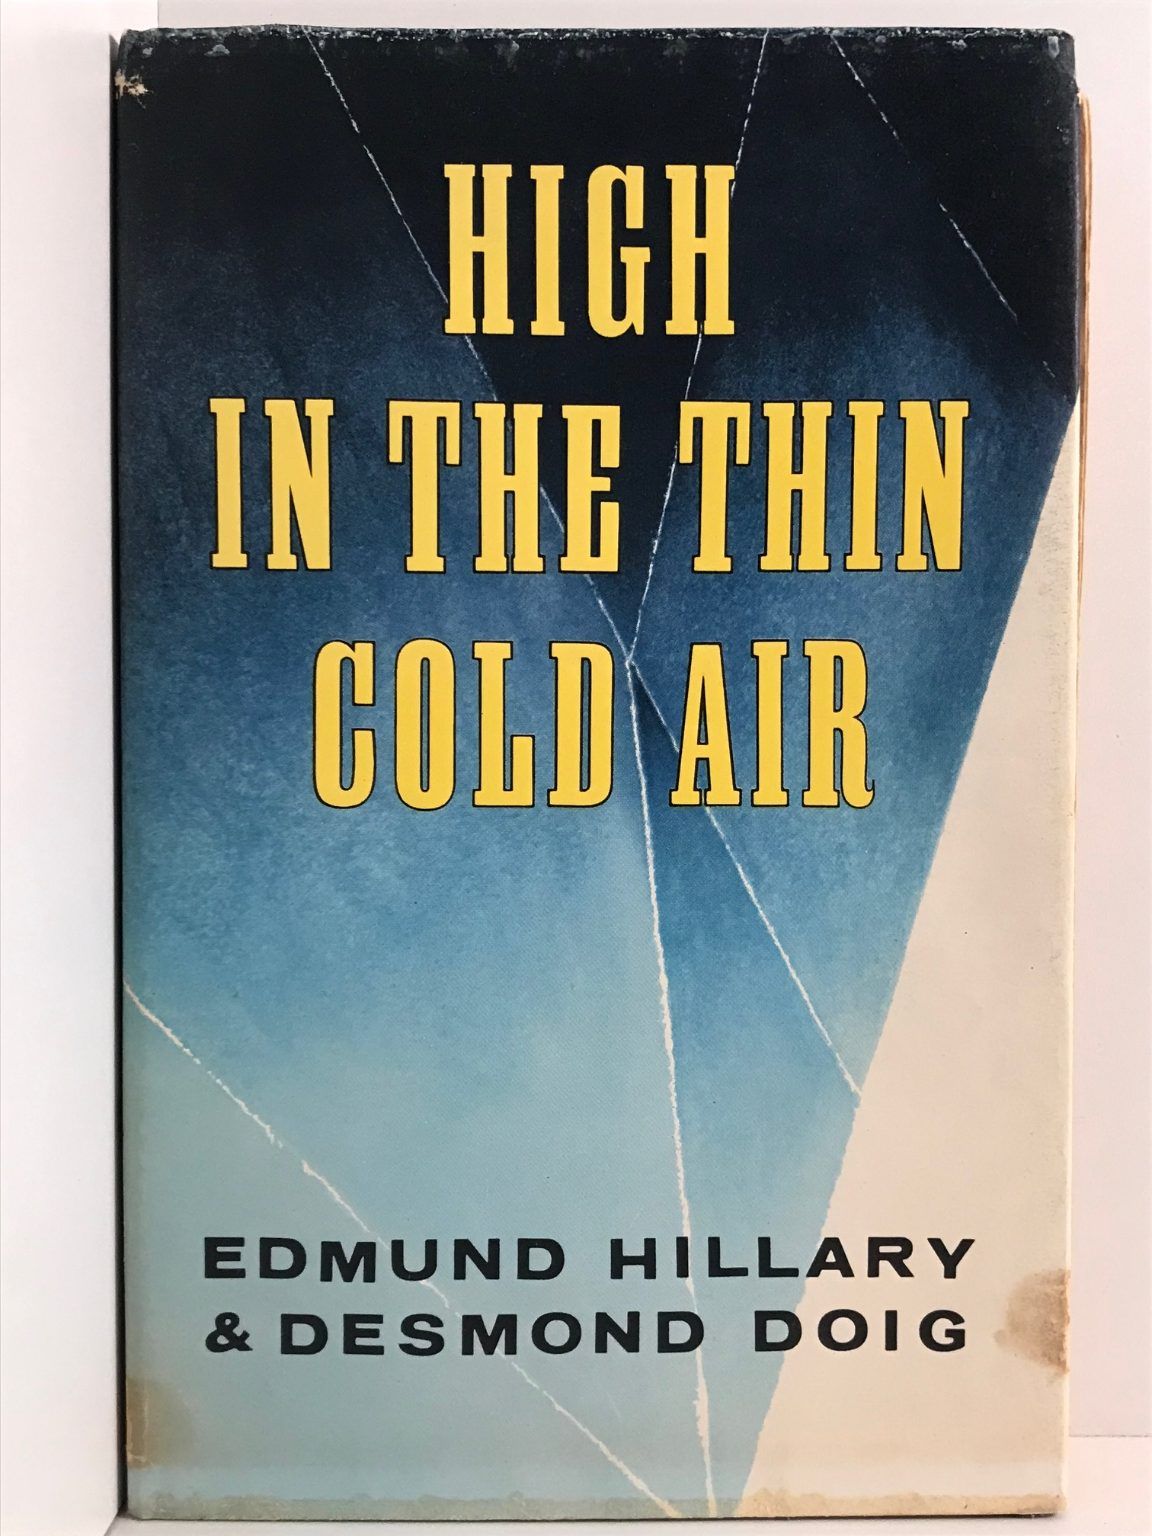 HIGH
IN THE THIN
COLD AIR
EDMUND HILLARY
& DESMOND DOIG